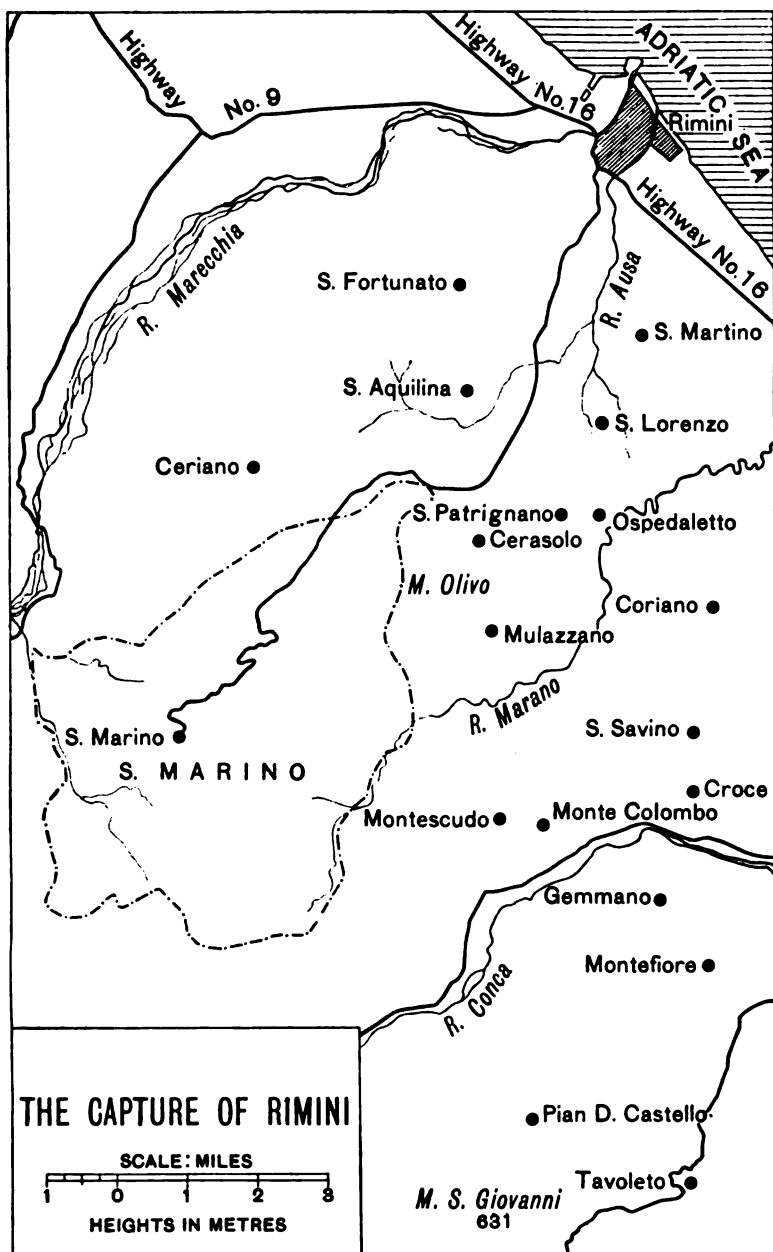 ADRIATIC SEA
Highway No. 9
Highway No. 16
Rimini
Highway No. 16
R. Marecchia
R. Ausa
S. Fortunato
S. Martino
S. Aquilina
S. Lorenzo
Ceriano
S. Patrignano
Ospedaletto
Cerasolo
M. Olivo
Coriano
Mulazzano
R. Marano
S. Savino
S. Marino
S. MARINO
Croce
Montescudo
Monte Colombo
Gemmano
Montefiore
R. Conca
THE CAPTURE OF RIMINI
Pian D. Castello
SCALE: MILES
1 0 1 2 3
HEIGHTS IN METRES
Tavoleto
M. S. Giovanni
631